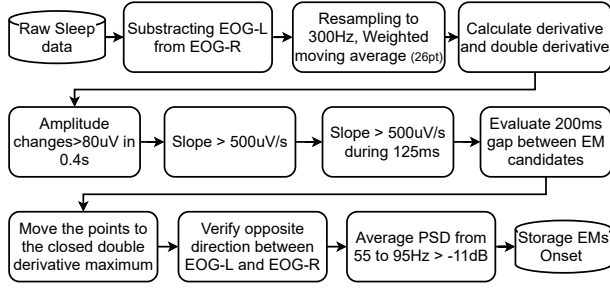 Raw Sleep
data
Substracting EOG-L
from EOG-R
Resampling to
300Hz, Weighted
moving average (26pt)
Calculate derivative
and double derivative
Amplitude
changes>80uV in
0.4s
Slope > 500uV/s
Slope > 500uV/s
during 125ms
Evaluate 200ms
gap between EM
candidates
Move the points to
the closed double
derivative maximum
Verify opposite
direction between
EOG-L and EOG-R
Average PSD from
55 to 95Hz > -11dB
Storage EMs
Onset